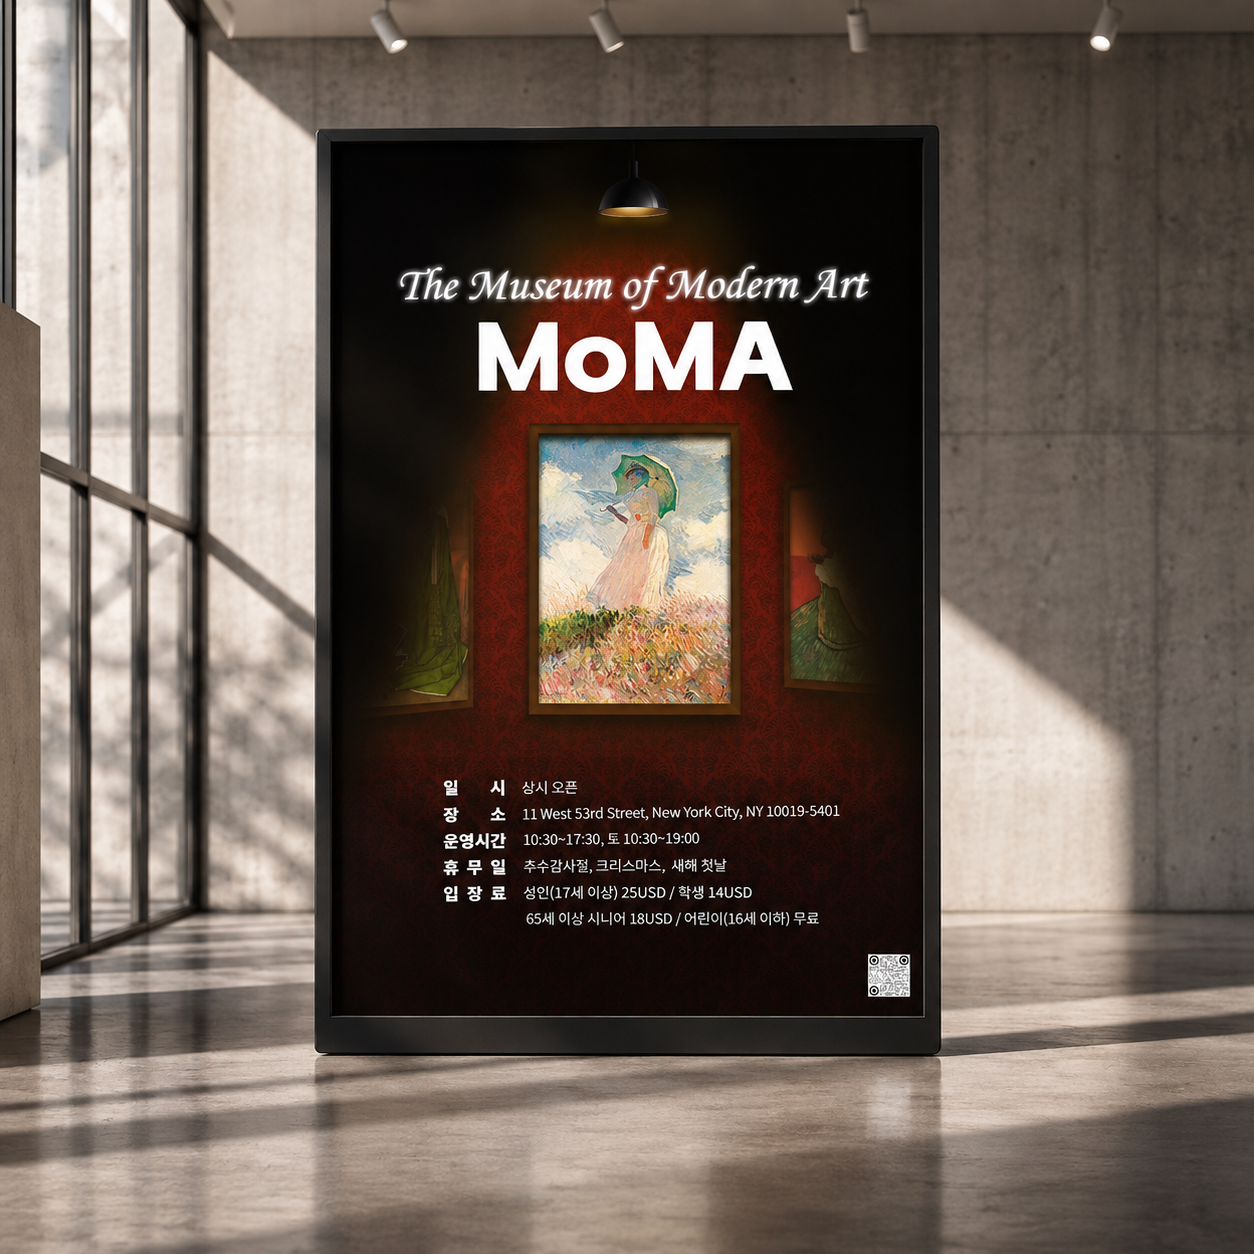 The Museum of Modern Art
MoMA
일 시 상시 오픈
장 소 11 West 53rd Street, New York City, NY 10019-5401
운영시간 10:30~17:30, 토 10:30~19:00
휴 무 일 추수감사절, 크리스마스, 새해 첫날
입 장 료 성인(17세 이상) 25USD / 학생 14USD
65세 이상 시니어 18USD / 어린이(16세 이하) 무료